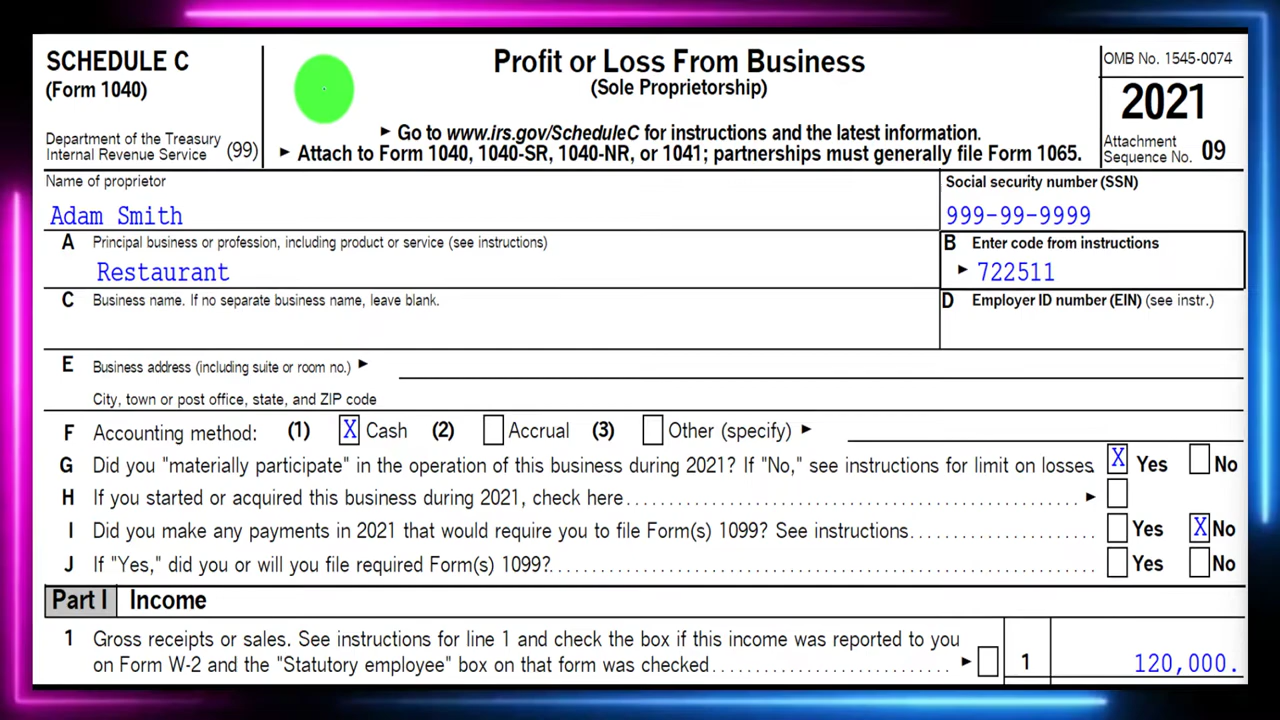 SCHEDULE C
(Form 1040)
Department of the Treasury
Internal Revenue Service (99)
Profit or Loss From Business
(Sole Proprietorship)
► Go to www.irs.gov/ScheduleC for instructions and the latest information.
► Attach to Form 1040, 1040-SR, 1040-NR, or 1041; partnerships must generally file Form 1065.
OMB No. 1545-0074
2021
Attachment
Sequence No. 09
Name of proprietor
Adam Smith
Social security number (SSN)
999-99-9999
A Principal business or profession, including product or service (see instructions)
Restaurant
B Enter code from instructions
► 722511
C Business name. If no separate business name, leave blank.
D Employer ID number (EIN) (see instr.)
E Business address (including suite or room no.) ►
City, town or post office, state, and ZIP code
F Accounting method: (1) X Cash (2) Accrual (3) Other (specify) ►
G Did you "materially participate" in the operation of this business during 2021? If "No," see instructions for limit on losses. X Yes No
H If you started or acquired this business during 2021, check here ►
I Did you make any payments in 2021 that would require you to file Form(s) 1099? See instructions Yes X No
J If "Yes," did you or will you file required Form(s) 1099? Yes No
Part I Income
1 Gross receipts or sales. See instructions for line 1 and check the box if this income was reported to you
on Form W-2 and the "Statutory employee" box on that form was checked ► 1 120,000.